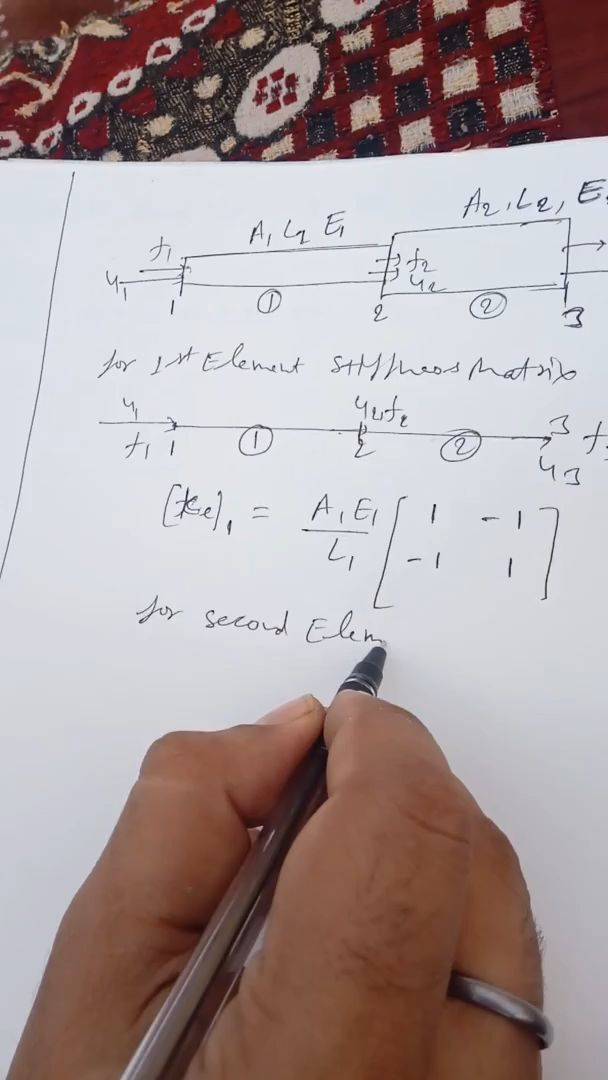 A₂, L₂, E
A₁ L₂ E₁
f₁
f₂
u₁
u₂
1 ① 2 ② 3
for 1st Element stiffness Matrix
u₁ u₂ f₂ 3
f₁ 1 ① 2 ② u₃ f
[ke]₁ = A₁ E₁ / L₁ [ 1 -1
-1 1 ]
for second Elem